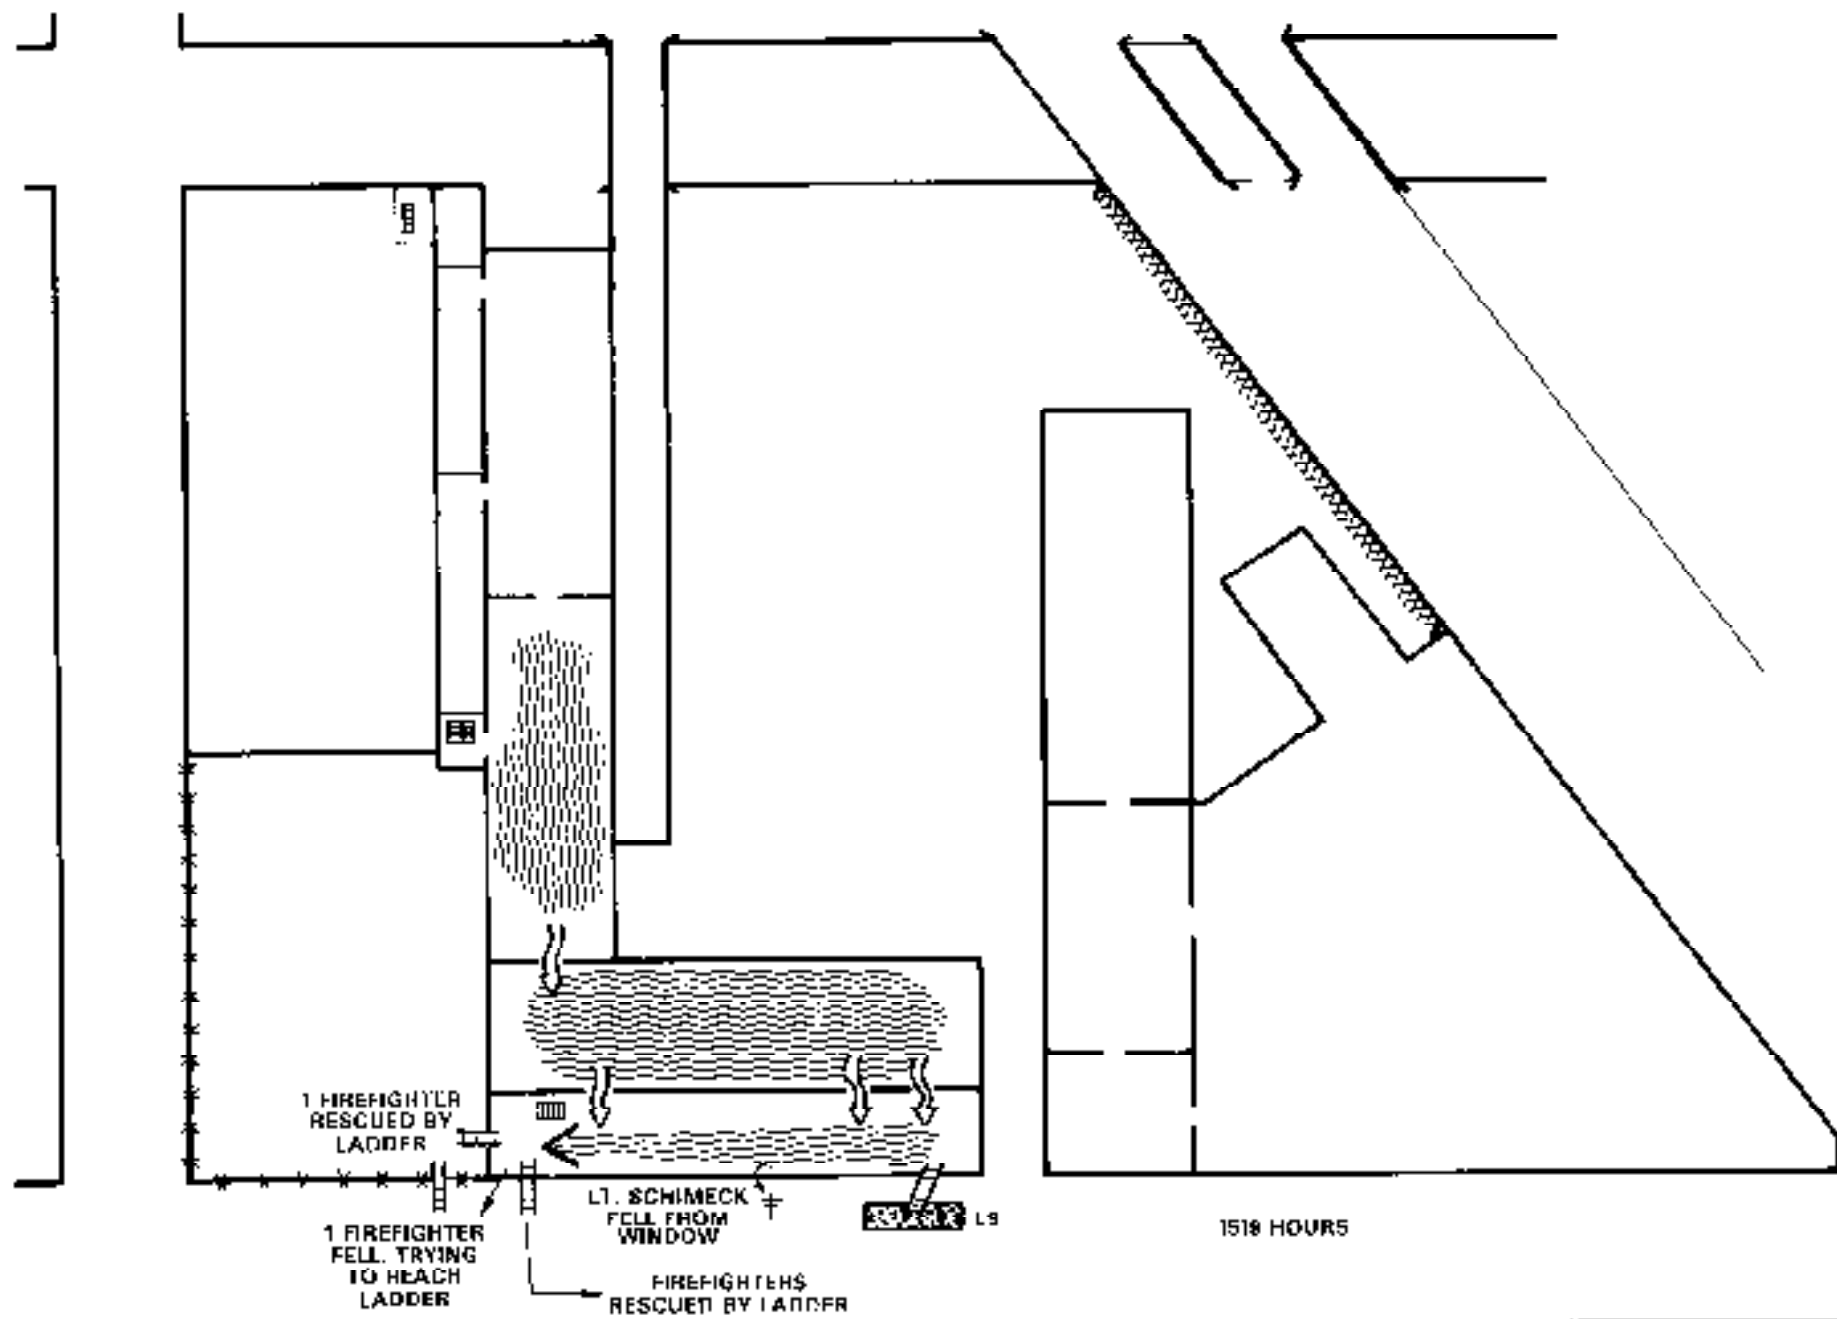 1 FIREFIGHTER
RESCUED BY
LADDER
1 FIREFIGHTER
FELL. TRYING
TO REACH
LADDER
LT. SCHIMECK
FELL FROM
WINDOW
L9
FIREFIGHTERS
RESCUED BY LADDER
1519 HOURS